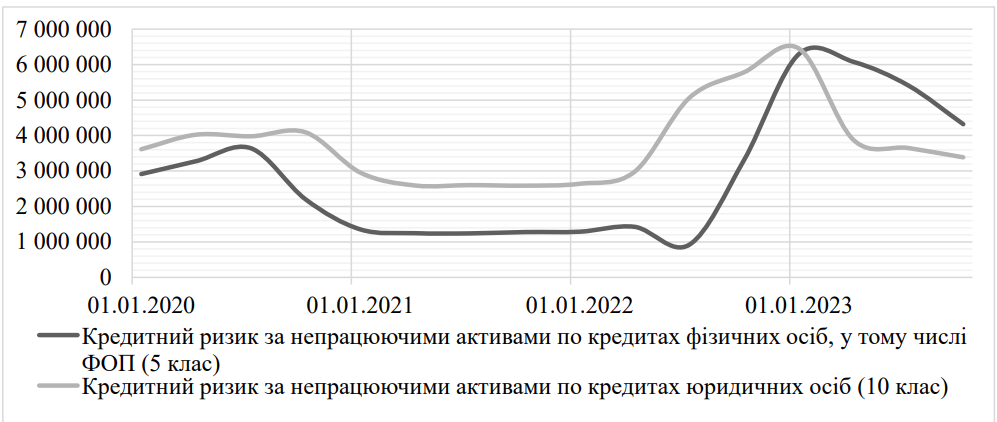 7 000 000
6 000 000
5 000 000
4 000 000
3 000 000
2 000 000
1 000 000
0
01.01.2020 01.01.2021 01.01.2022 01.01.2023
Кредитний ризик за непрацюючими активами по кредитах фізичних осіб, у тому числі
ФОП (5 клас)
Кредитний ризик за непрацюючими активами по кредитах юридичних осіб (10 клас)